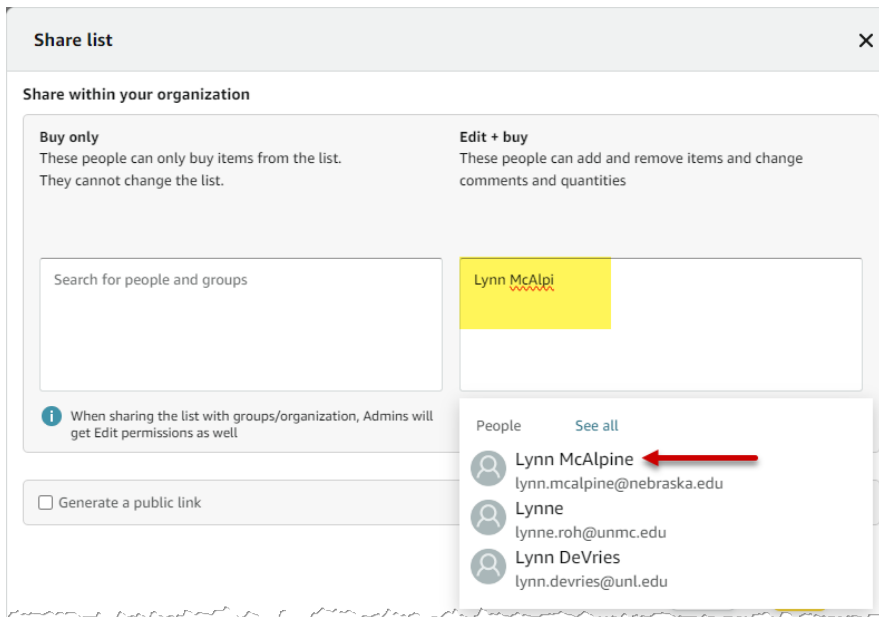 Share list
Share within your organization
Buy only
These people can only buy items from the list.
They cannot change the list.
Search for people and groups
When sharing the list with groups/organization, Admins will
get Edit permissions as well
Edit + buy
These people can add and remove items and change
comments and quantities
Lynn McAlpi
People See all
Lynn McAlpine
lynn.mcalpine@nebraska.edu
Lynne
lynne.roh@unmc.edu
Lynn DeVries
lynn.devries@unl.edu
Generate a public link